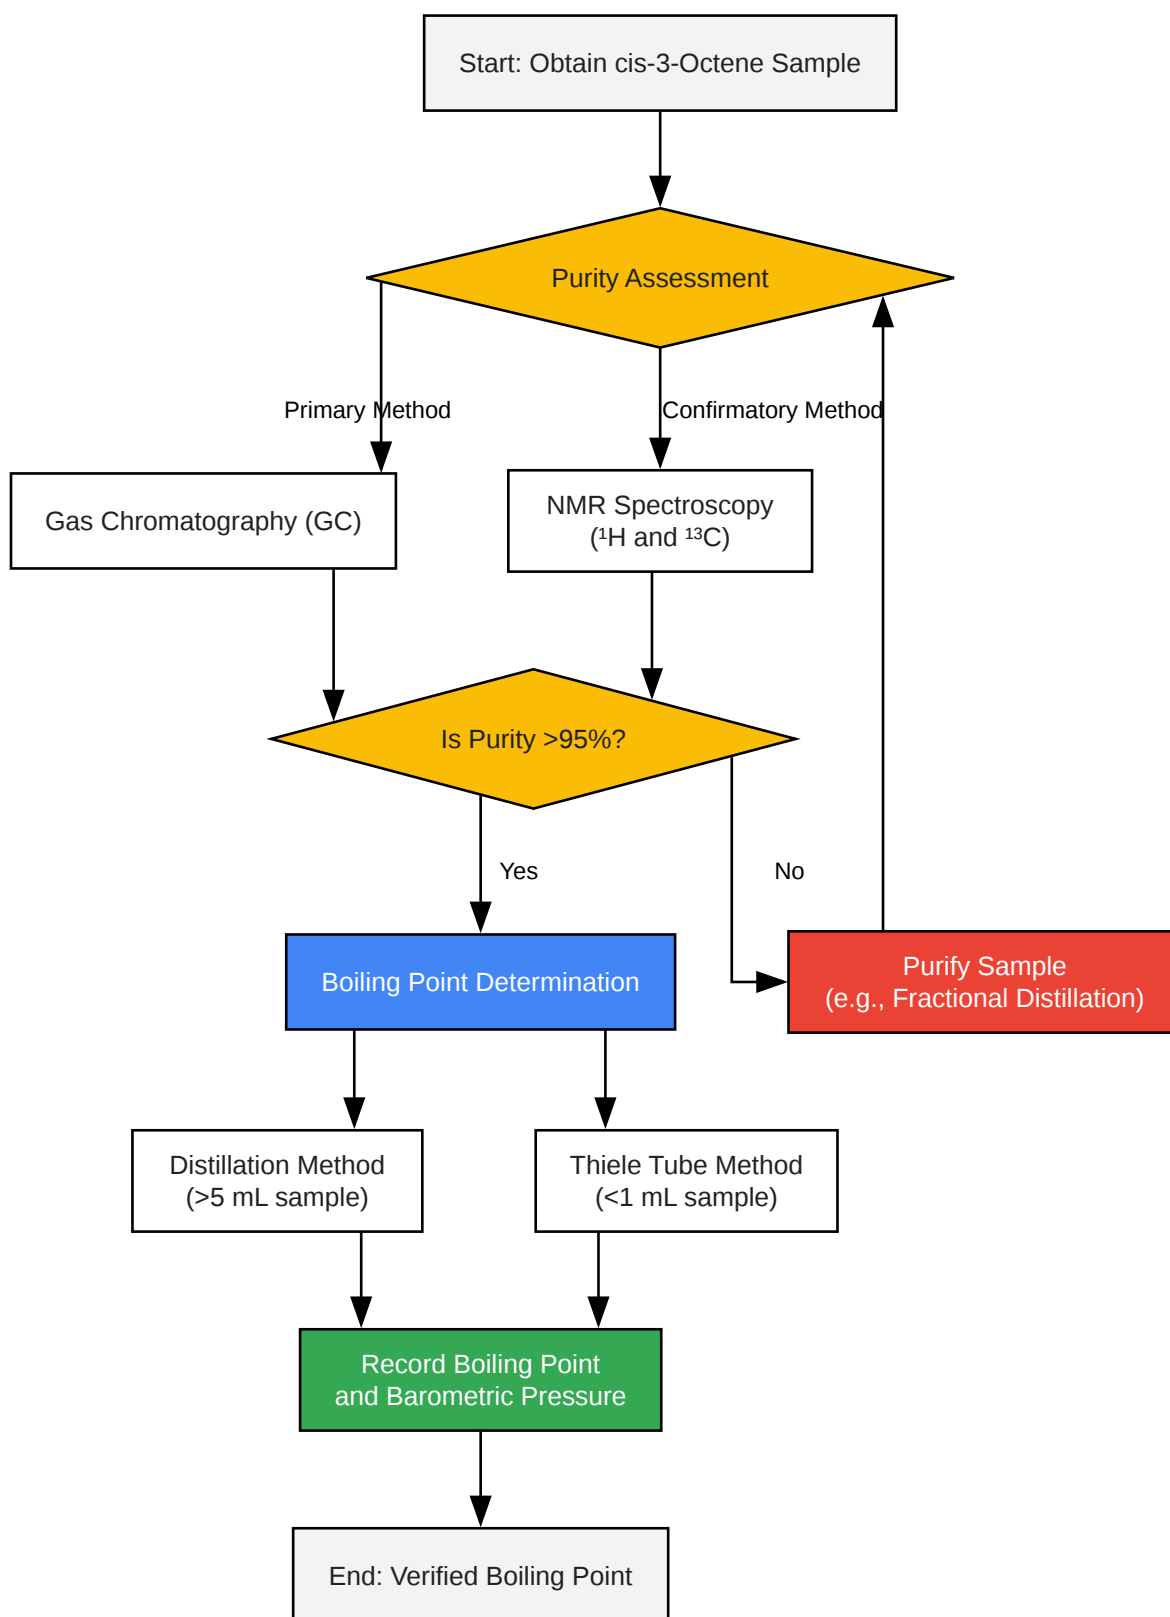 Start: Obtain cis-3-Octene Sample
Purity Assessment
Primary Method
Confirmatory Method
Gas Chromatography (GC)
NMR Spectroscopy
(¹H and ¹³C)
Is Purity >95%?
Yes
No
Boiling Point Determination
Purify Sample
(e.g., Fractional Distillation)
Distillation Method
(>5 mL sample)
Thiele Tube Method
(<1 mL sample)
Record Boiling Point
and Barometric Pressure
End: Verified Boiling Point